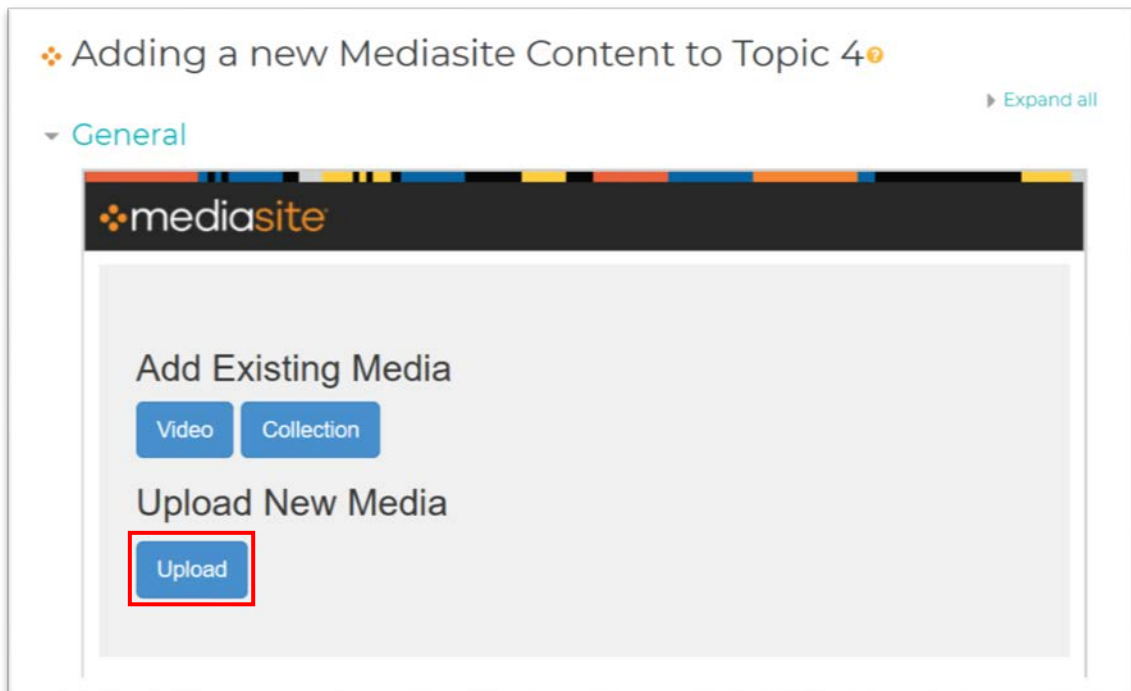 Adding a new Mediasite Content to Topic 4
Expand all
General
mediasite
Add Existing Media
Video Collection
Upload New Media
Upload